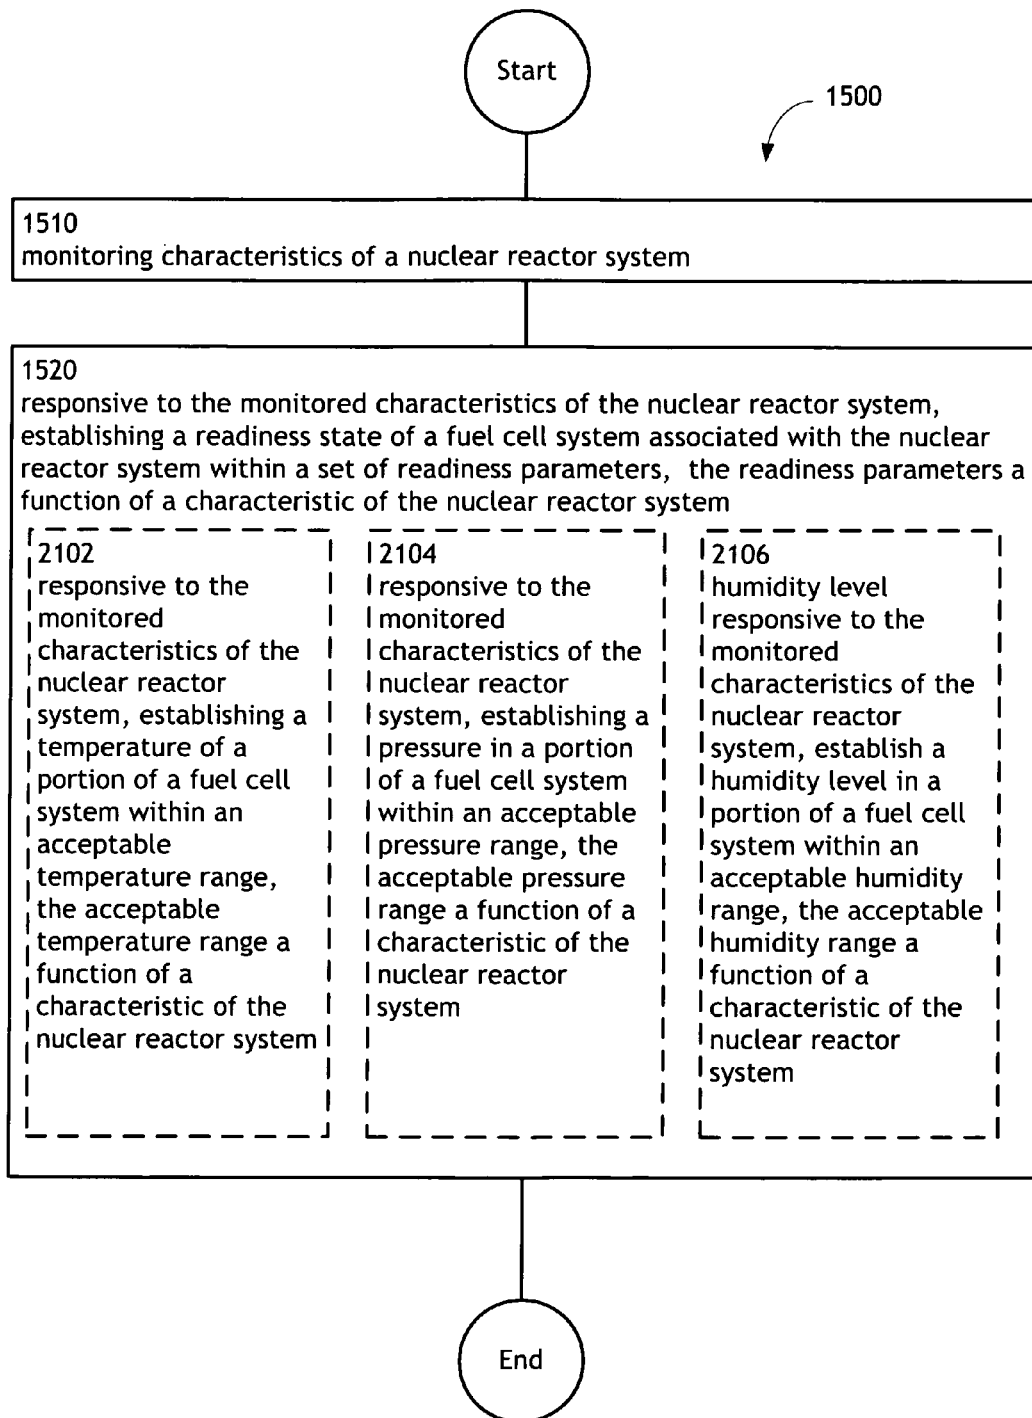 Start
1500
1510
monitoring characteristics of a nuclear reactor system
1520
responsive to the monitored characteristics of the nuclear reactor system,
establishing a readiness state of a fuel cell system associated with the nuclear
reactor system within a set of readiness parameters, the readiness parameters a
function of a characteristic of the nuclear reactor system
2102
responsive to the
monitored
characteristics of the
nuclear reactor
system, establishing a
temperature of a
portion of a fuel cell
system within an
acceptable
temperature range,
the acceptable
temperature range a
function of a
characteristic of the
nuclear reactor system
2104
responsive to the
monitored
characteristics of the
nuclear reactor
system, establishing a
pressure in a portion
of a fuel cell system
within an acceptable
pressure range, the
acceptable pressure
range a function of a
characteristic of the
nuclear reactor
system
2106
humidity level
responsive to the
monitored
characteristics of the
nuclear reactor
system, establish a
humidity level in a
portion of a fuel cell
system within an
acceptable humidity
range, the acceptable
humidity range a
function of a
characteristic of the
nuclear reactor
system
End